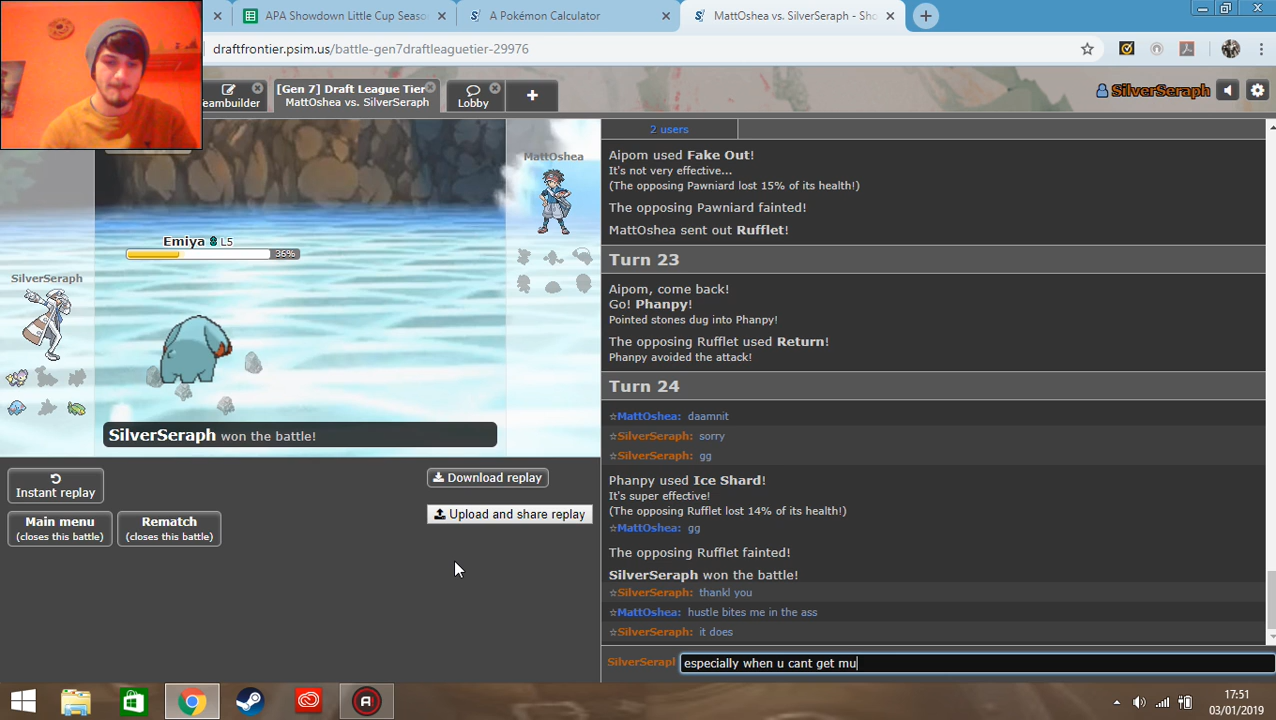 APA Showdown Little Cup Seaso
A Pokémon Calculator
MattOshea vs. SilverSeraph - Sho
draftfrontier.psim.us/battle-gen7draftleaguetier-29976
eambuilder
[Gen 7] Draft League Tier
MattOshea vs. SilverSeraph
Lobby
SilverSeraph
2 users
Aipom used Fake Out!
It's not very effective...
(The opposing Pawniard lost 15% of its health!)
The opposing Pawniard fainted!
MattOshea sent out Rufflet!
Turn 23
Aipom, come back!
Go! Phanpy!
Pointed stones dug into Phanpy!
The opposing Rufflet used Return!
Phanpy avoided the attack!
Turn 24
☆MattOshea: daamnit
☆SilverSeraph: sorry
☆SilverSeraph: gg
Phanpy used Ice Shard!
It's super effective!
(The opposing Rufflet lost 14% of its health!)
☆MattOshea: gg
The opposing Rufflet fainted!
SilverSeraph won the battle!
☆SilverSeraph: thankl you
☆MattOshea: hustle bites me in the ass
☆SilverSeraph: it does
SilverSerapl especially when u cant get mu
MattOshea
Emiya L5
36%
SilverSeraph
SilverSeraph won the battle!
Instant replay
Download replay
Upload and share replay
Main menu
(closes this battle)
Rematch
(closes this battle)
17:51
03/01/2019